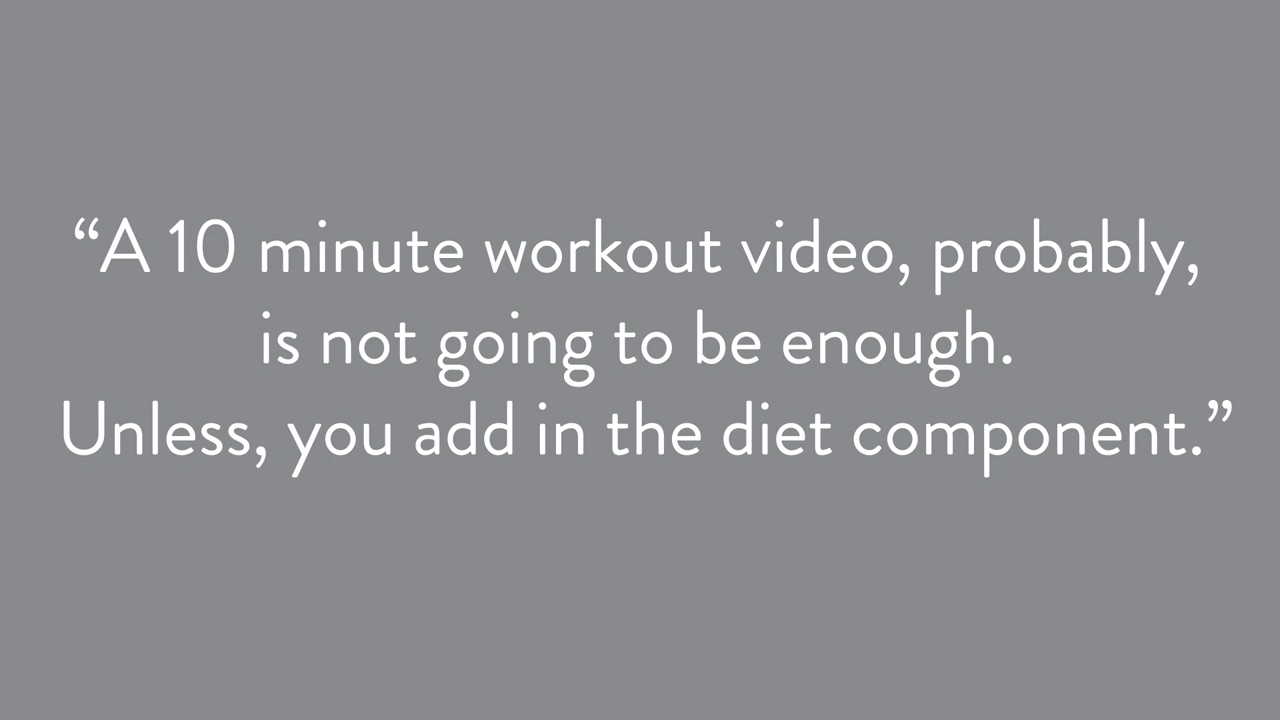 “A 10 minute workout video, probably,
is not going to be enough.
Unless, you add in the diet component.”